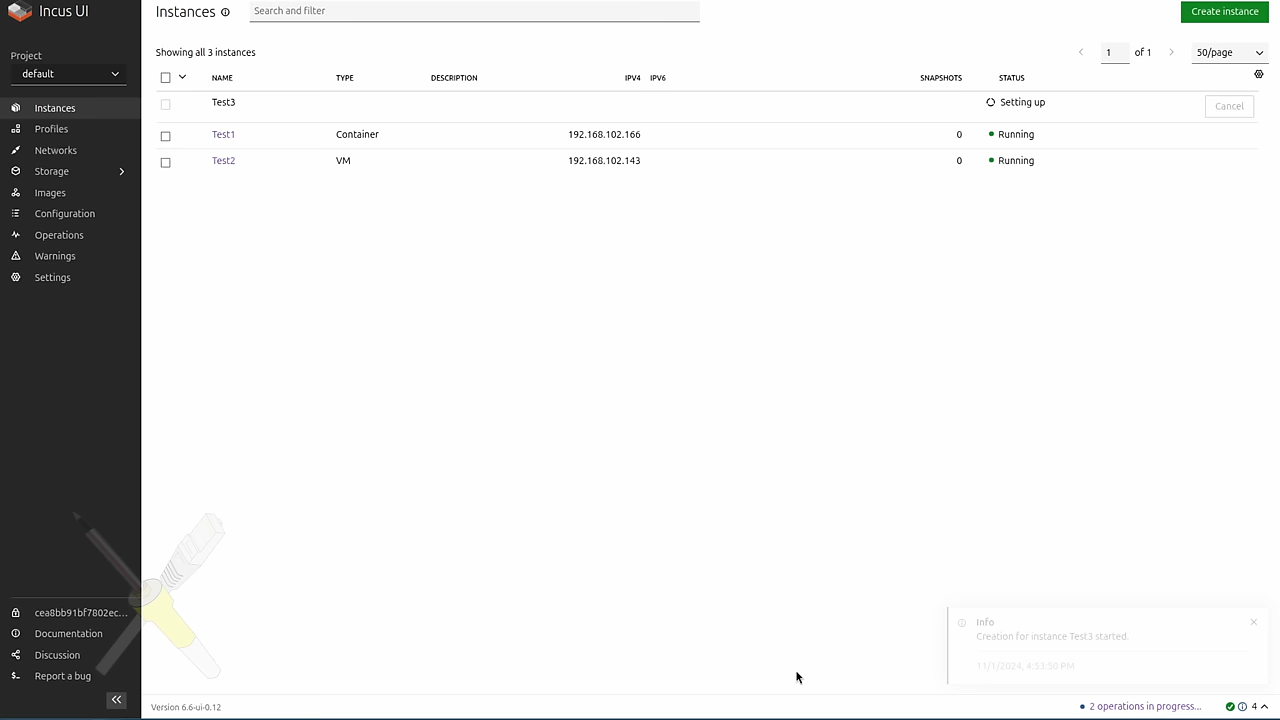 Incus UI
Project
default
Instances
Profiles
Networks
Storage
Images
Configuration
Operations
Warnings
Settings
cea8bb91bf7802ec...
Documentation
Discussion
Report a bug
Instances
Search and filter
Create instance
Showing all 3 instances
1 of 1 50/page
NAME TYPE DESCRIPTION IPV4 IPV6 SNAPSHOTS STATUS
Test3 Setting up Cancel
Test1 Container 192.168.102.166 0 Running
Test2 VM 192.168.102.143 0 Running
Info
Creation for instance Test3 started.
11/1/2024, 4:53:50 PM
Version 6.6-ui-0.12
2 operations in progress... 4